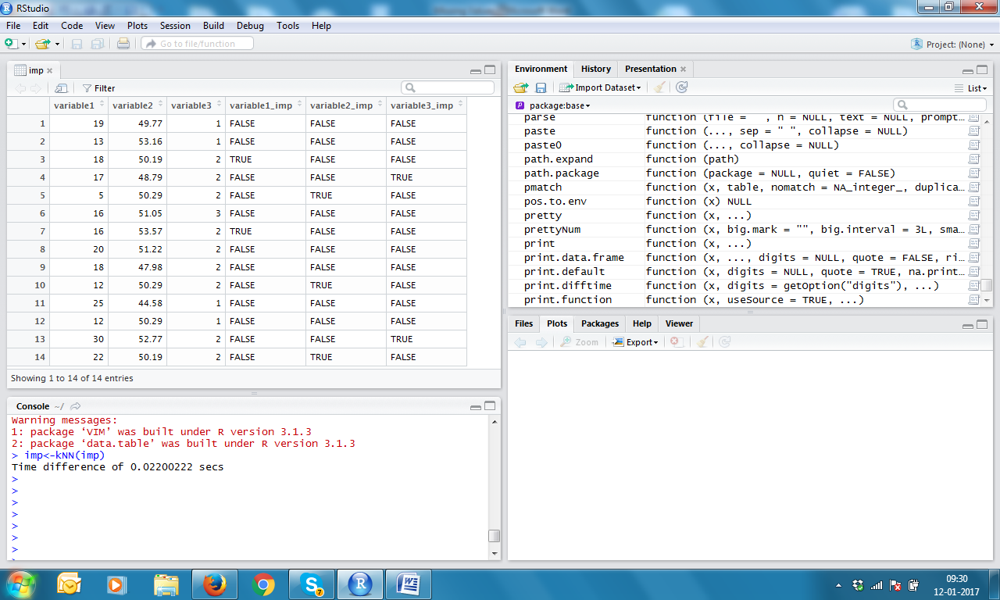 RStudio
File Edit Code View Plots Session Build Debug Tools Help
Go to file/function
Project: (None)
imp
Filter
variable1 variable2 variable3 variable1_imp variable2_imp variable3_imp
1 19 49.77 1 FALSE FALSE FALSE
2 13 53.16 1 FALSE FALSE FALSE
3 18 50.19 2 TRUE FALSE FALSE
4 17 48.79 2 FALSE FALSE TRUE
5 5 50.29 2 FALSE TRUE FALSE
6 16 51.05 3 FALSE FALSE FALSE
7 16 53.57 2 TRUE FALSE FALSE
8 20 51.22 2 FALSE FALSE FALSE
9 18 47.98 2 FALSE FALSE FALSE
10 12 50.29 2 FALSE TRUE FALSE
11 25 44.58 1 FALSE FALSE FALSE
12 12 50.29 1 FALSE FALSE FALSE
13 30 52.77 2 FALSE FALSE TRUE
14 22 50.19 2 FALSE TRUE FALSE
Showing 1 to 14 of 14 entries
Console ~/
Warning messages:
1: package ‘VIM’ was built under R version 3.1.3
2: package ‘data.table’ was built under R version 3.1.3
> imp<-kNN(imp)
Time difference of 0.02200222 secs
>
>
>
>
>
>
>
>
Environment History Presentation
Import Dataset List
package:base
parse function (file = "", n = NULL, text = NULL, prompt...
paste function (..., sep = " ", collapse = NULL)
paste0 function (..., collapse = NULL)
path.expand function (path)
path.package function (package = NULL, quiet = FALSE)
pmatch function (x, table, nomatch = NA_integer_, duplica...
pos.to.env function (x) NULL
pretty function (x, ...)
prettyNum function (x, big.mark = "", big.interval = 3L, sma...
print function (x, ...)
print.data.frame function (x, ..., digits = NULL, quote = FALSE, ri...
print.default function (x, digits = NULL, quote = TRUE, na.print...
print.difftime function (x, digits = getOption("digits"), ...)
print.function function (x, useSource = TRUE, ...)
Files Plots Packages Help Viewer
Zoom Export
09:30
12-01-2017